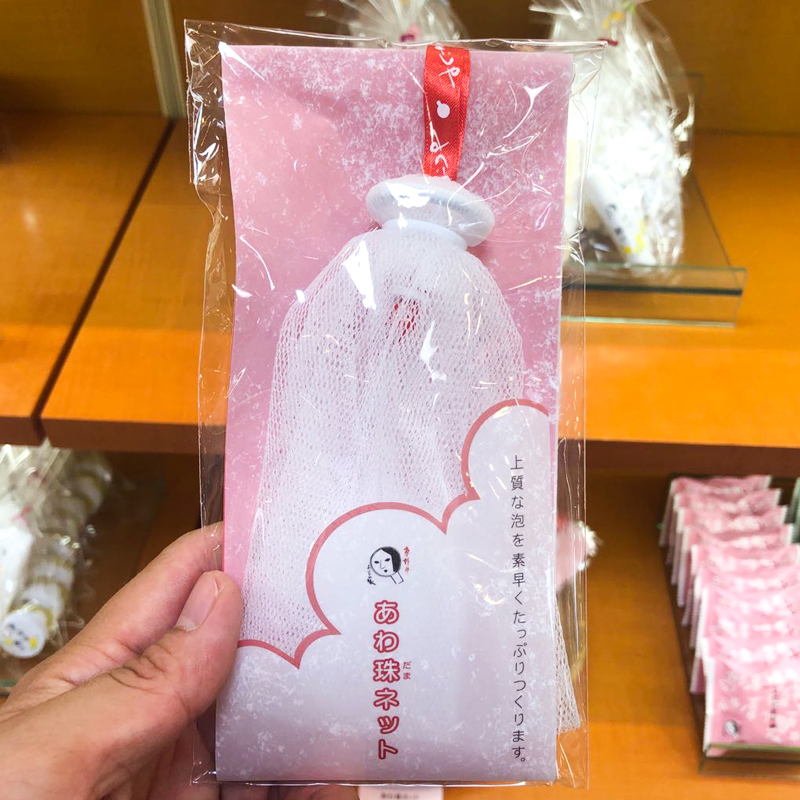 上質な泡を素早くたっぷりつくります。
よーじや
あわ珠ネット
だま